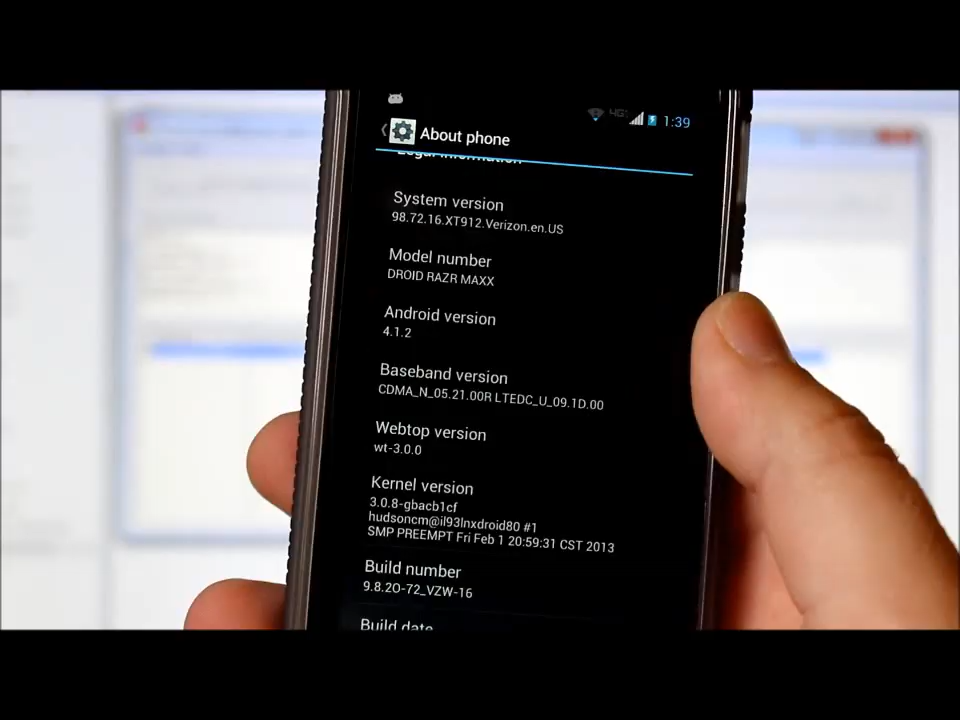 4G
1:39
About phone
Legal information
System version
98.72.16.XT912.Verizon.en.US
Model number
DROID RAZR MAXX
Android version
4.1.2
Baseband version
CDMA_N_05.21.00R LTEDC_U_09.1D.00
Webtop version
wt-3.0.0
Kernel version
3.0.8-gbacb1cf
hudsoncm@il93lnxdroid80 #1
SMP PREEMPT Fri Feb 1 20:59:31 CST 2013
Build number
9.8.2O-72_VZW-16
Build date